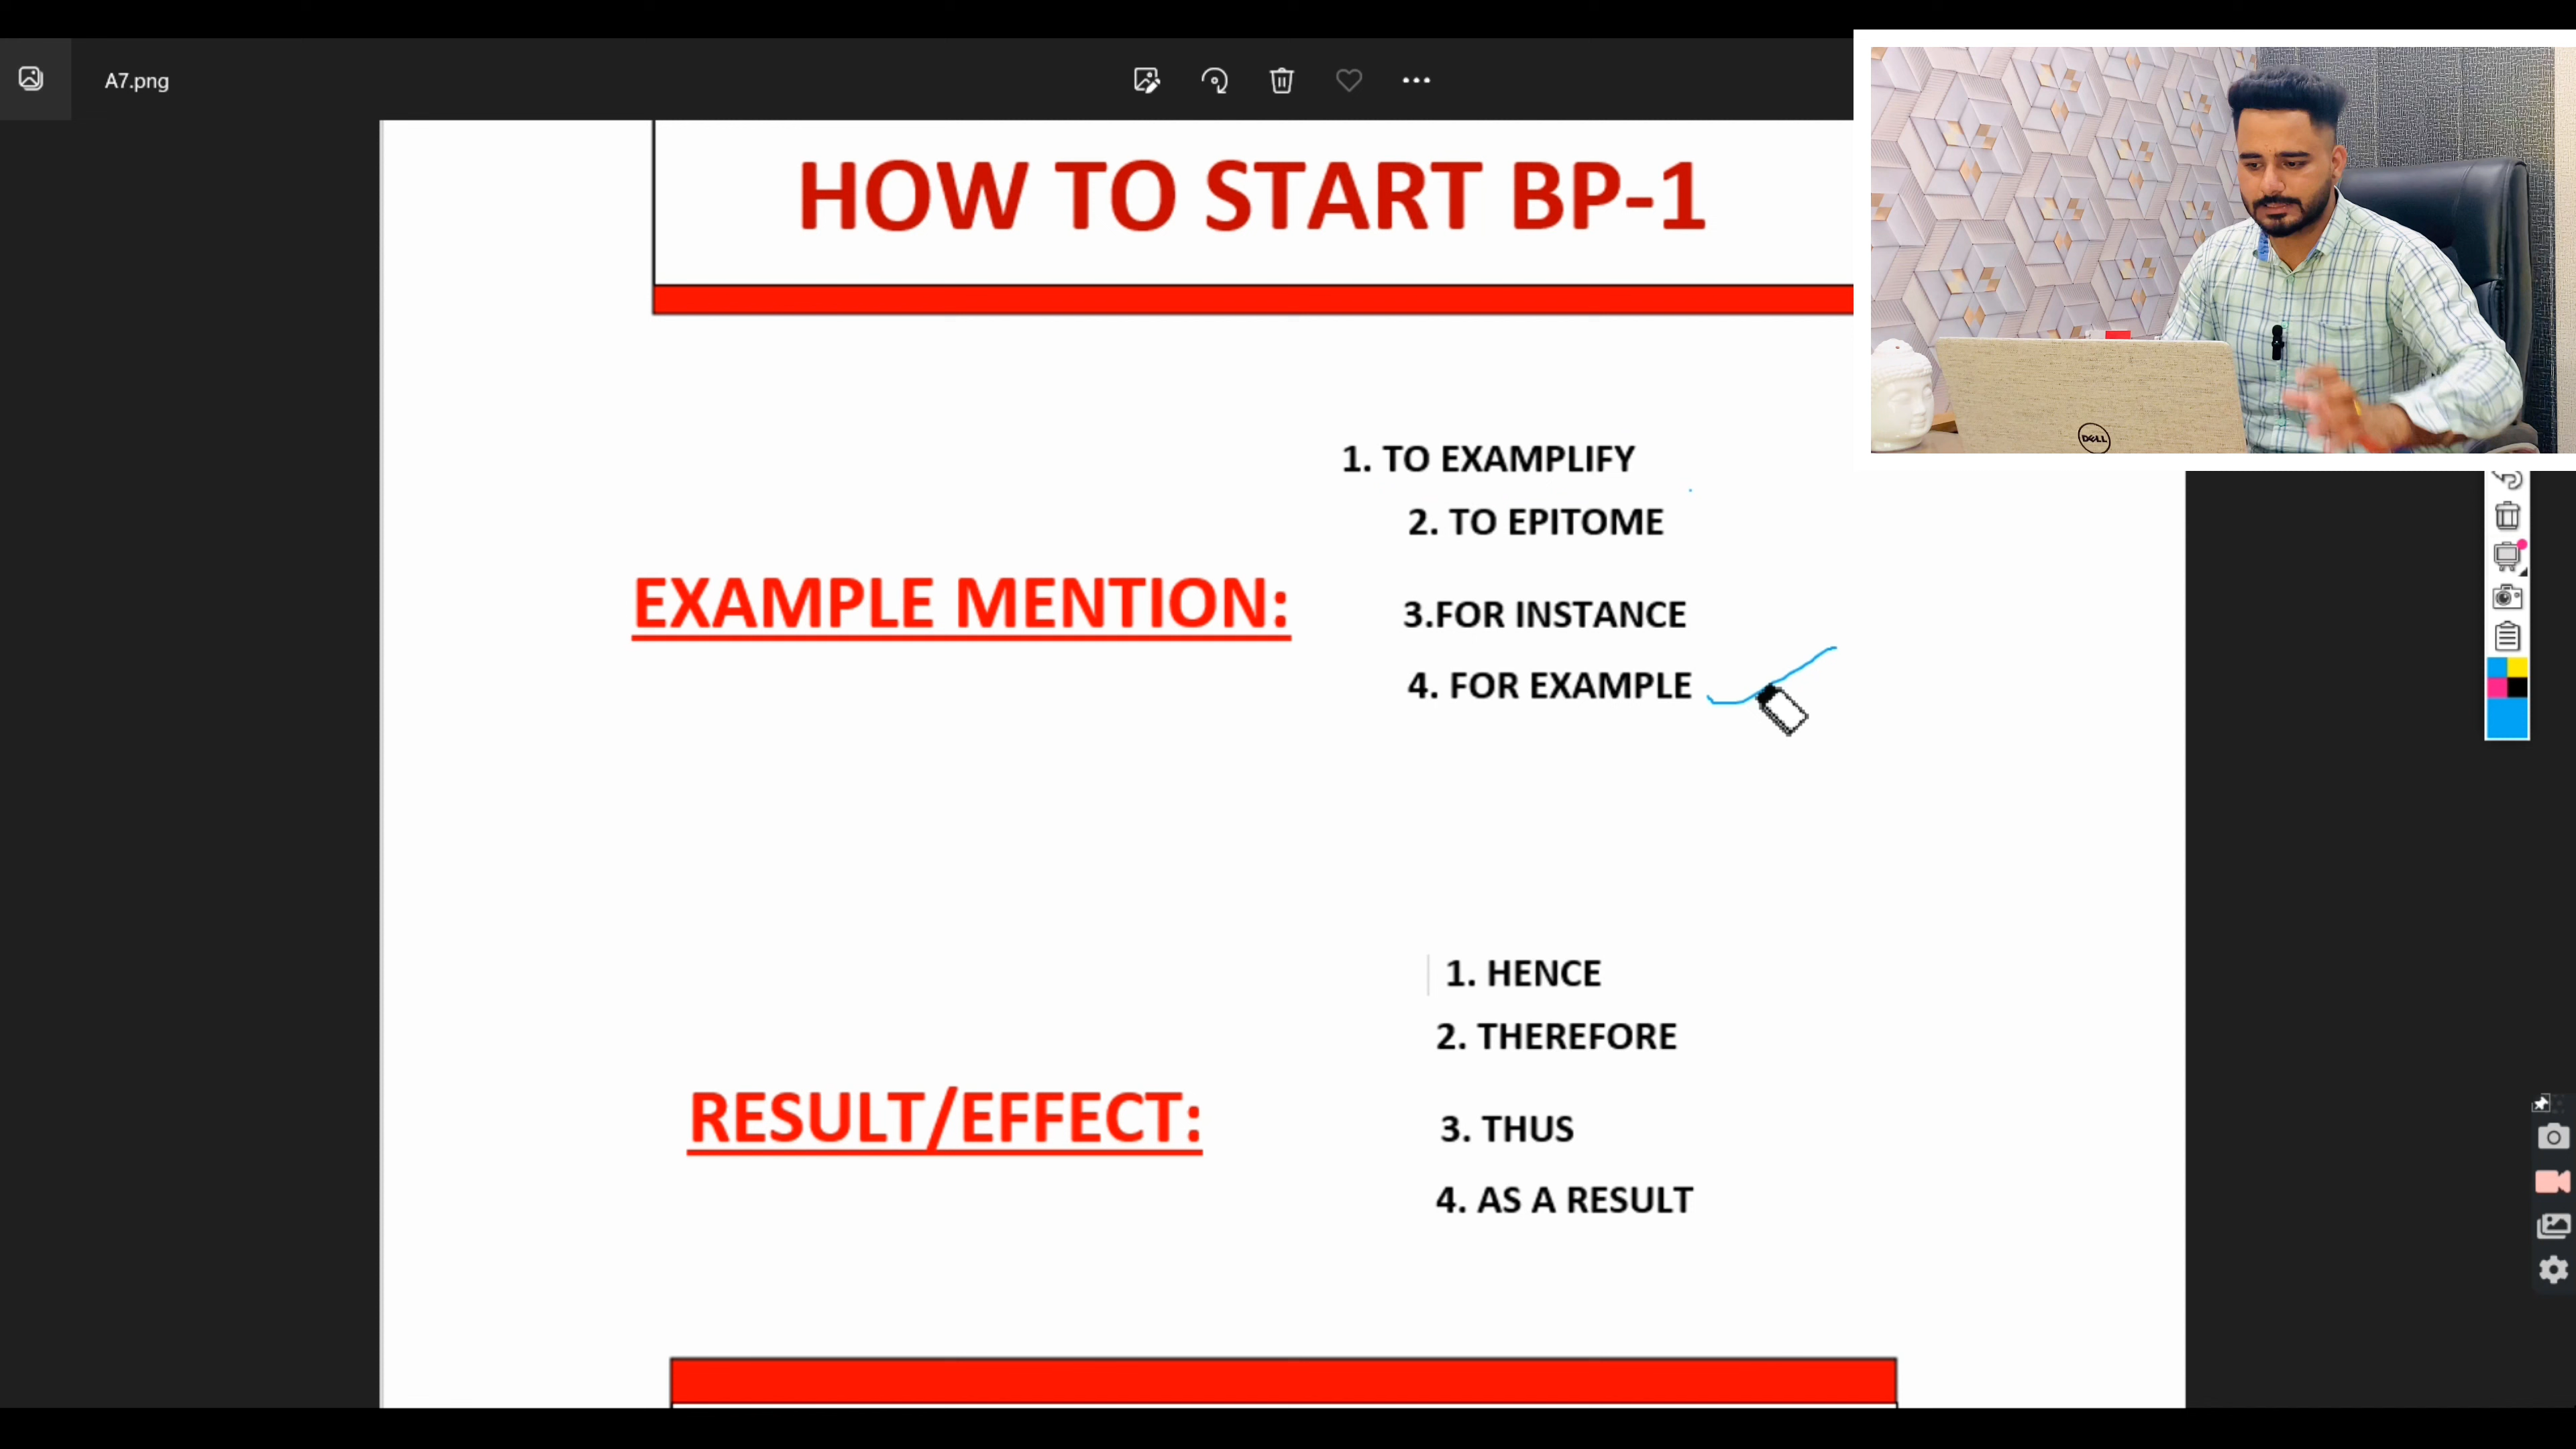 A7.png
HOW TO START BP-1
1. TO EXAMPLIFY
2. TO EPITOME
EXAMPLE MENTION:
3.FOR INSTANCE
4. FOR EXAMPLE
1. HENCE
2. THEREFORE
RESULT/EFFECT:
3. THUS
4. AS A RESULT
DELL